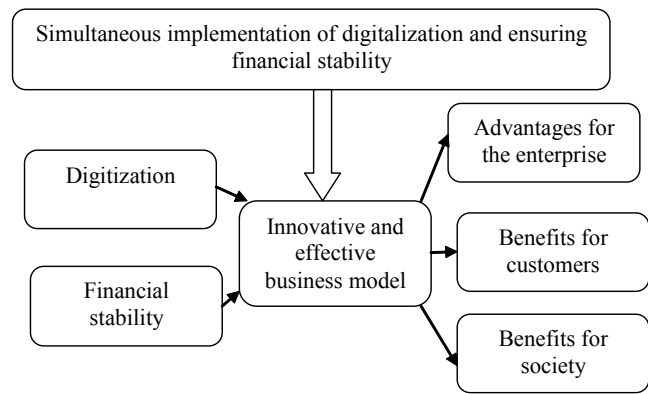 Simultaneous implementation of digitalization and ensuring
financial stability
Digitization
Financial
stability
Innovative and
effective
business model
Advantages for
the enterprise
Benefits for
customers
Benefits for
society